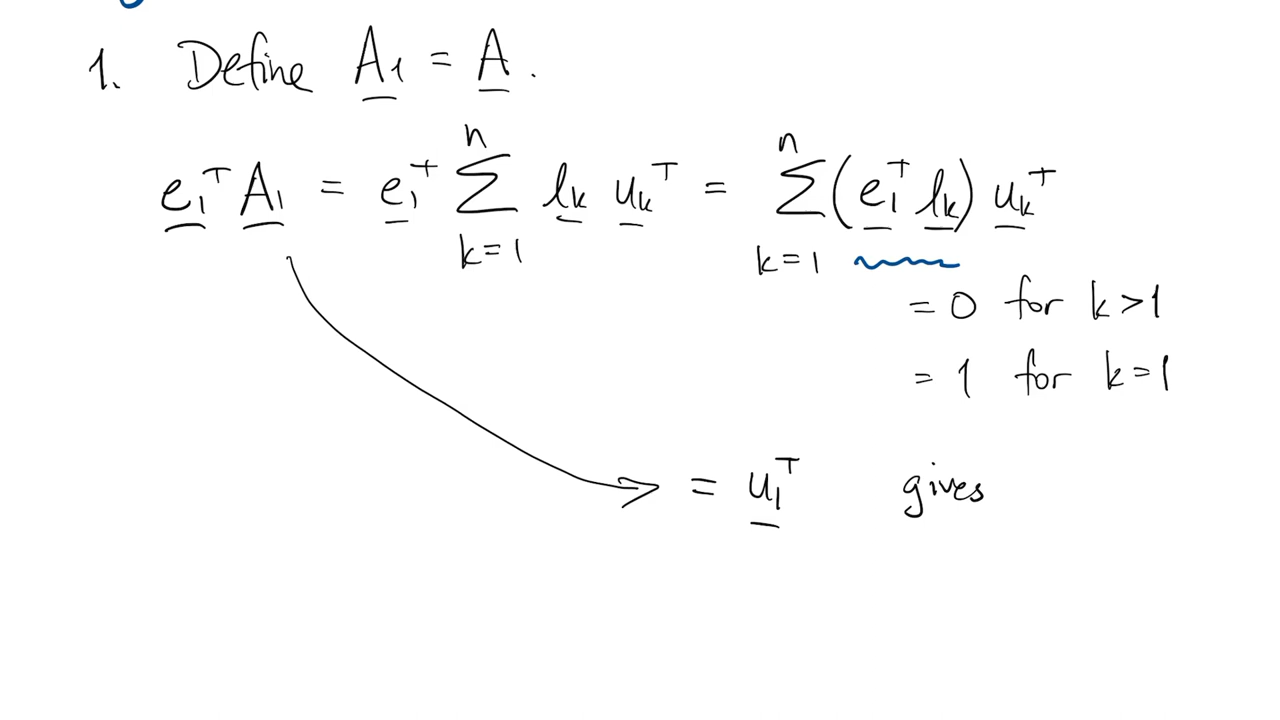 1. Define A₁ = A.
e₁ᵀ A₁ = e₁ᵀ ∑ₖ₌₁ⁿ lₖ uₖᵀ = ∑ₖ₌₁ⁿ (e₁ᵀ lₖ) uₖᵀ
= 0 for k>1
= 1 for k=1
= u₁ᵀ gives